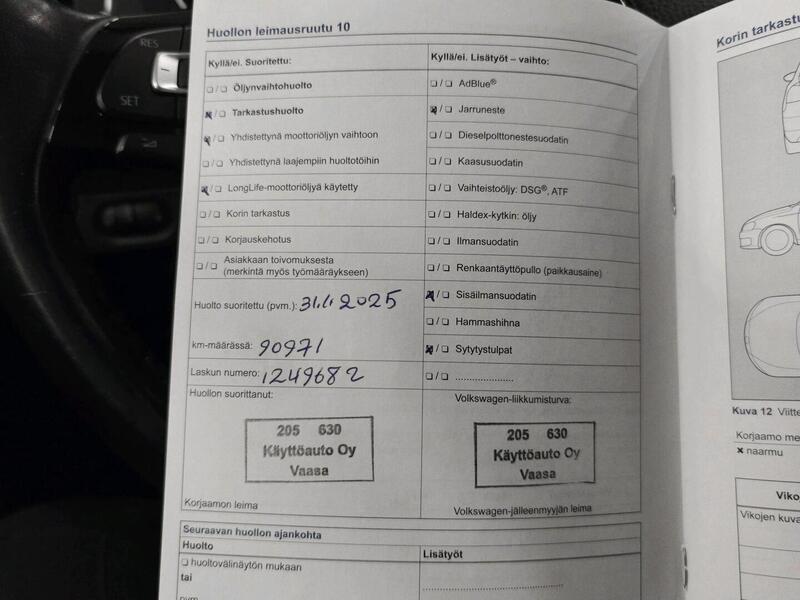 RES
SET
Huollon leimausruutu 10
Kyllä/ei. Suoritettu:
☐/☐ Öljynvaihtohuolto
☒/☐ Tarkastushuolto
☒/☐ Yhdistettynä moottoriöljyn vaihtoon
☐/☐ Yhdistettynä laajempiin huoltotöihin
☒/☐ LongLife-moottoriöljyä käytetty
☐/☐ Korin tarkastus
☐/☐ Korjauskehotus
☐/☐ Asiakkaan toivomuksesta
(merkintä myös työmääräykseen)
Huolto suoritettu (pvm.): 31.1.2025
km-määrässä: 90971
Laskun numero: 1249682
Huollon suorittanut:
205 630
Käyttöauto Oy
Vaasa
Korjaamon leima
Kyllä/ei. Lisätyöt – vaihto:
☐/☐ AdBlue®
☒/☐ Jarruneste
☐/☐ Dieselpolttonestesuodatin
☐/☐ Kaasusuodatin
☐/☐ Vaihteistoöljy: DSG®, ATF
☐/☐ Haldex-kytkin: öljy
☐/☐ Ilmansuodatin
☐/☐ Renkaantäyttöpullo (paikkausaine)
☒/☐ Sisäilmansuodatin
☐/☐ Hammashihna
☒/☐ Sytytystulpat
☐/☐ .....................
Volkswagen-liikkumisturva:
205 630
Käyttöauto Oy
Vaasa
Volkswagen-jälleenmyyjän leima
Seuraavan huollon ajankohta
Huolto
☐ huoltovälinäytön mukaan
tai
pvm
Lisätyöt
Korin tarkastu
Kuva 12 Viitte
Korjaamo me
✖ naarmu
Viko
Vikojen kuva